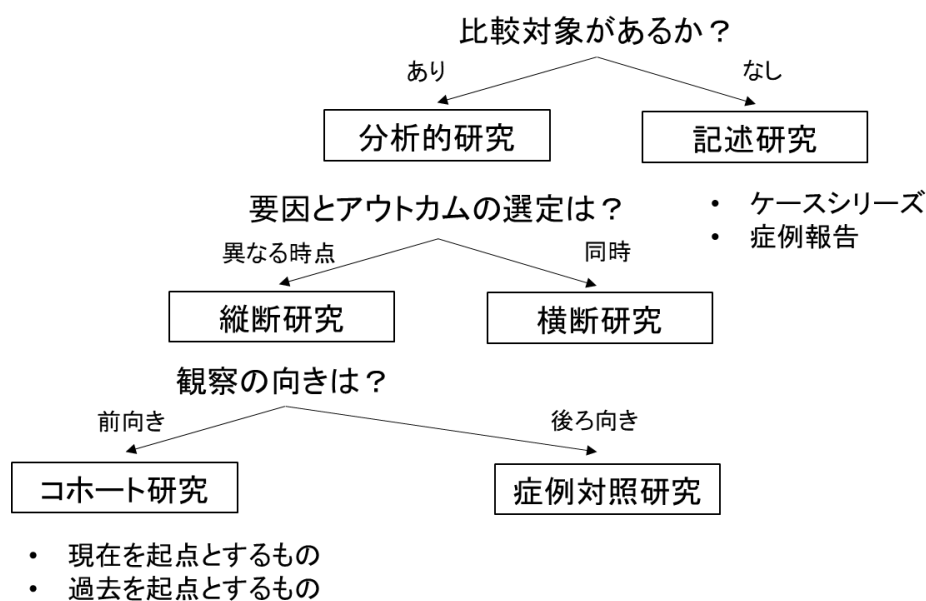 比較対象があるか？
あり
なし
分析的研究
記述研究
• ケースシリーズ
• 症例報告
要因とアウトカムの選定は？
異なる時点
同時
縦断研究
横断研究
観察の向きは？
前向き
後ろ向き
コホート研究
症例対照研究
• 現在を起点とするもの
• 過去を起点とするもの